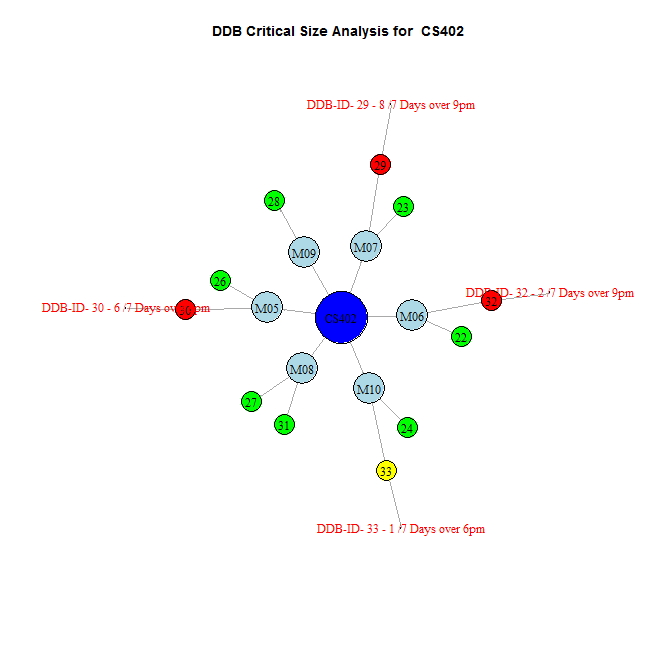 DDB Critical Size Analysis for CS402
DDB-ID- 29 - 8 /7 Days over 9pm
29
28
23
M07
M09
26
DDB-ID- 32 - 2 /7 Days over 9pm
32
DDB-ID- 30 - 6 /7 Days over 9pm
30
M05
M06
CS402
22
M08
M10
27
31
24
33
DDB-ID- 33 - 1 /7 Days over 6pm